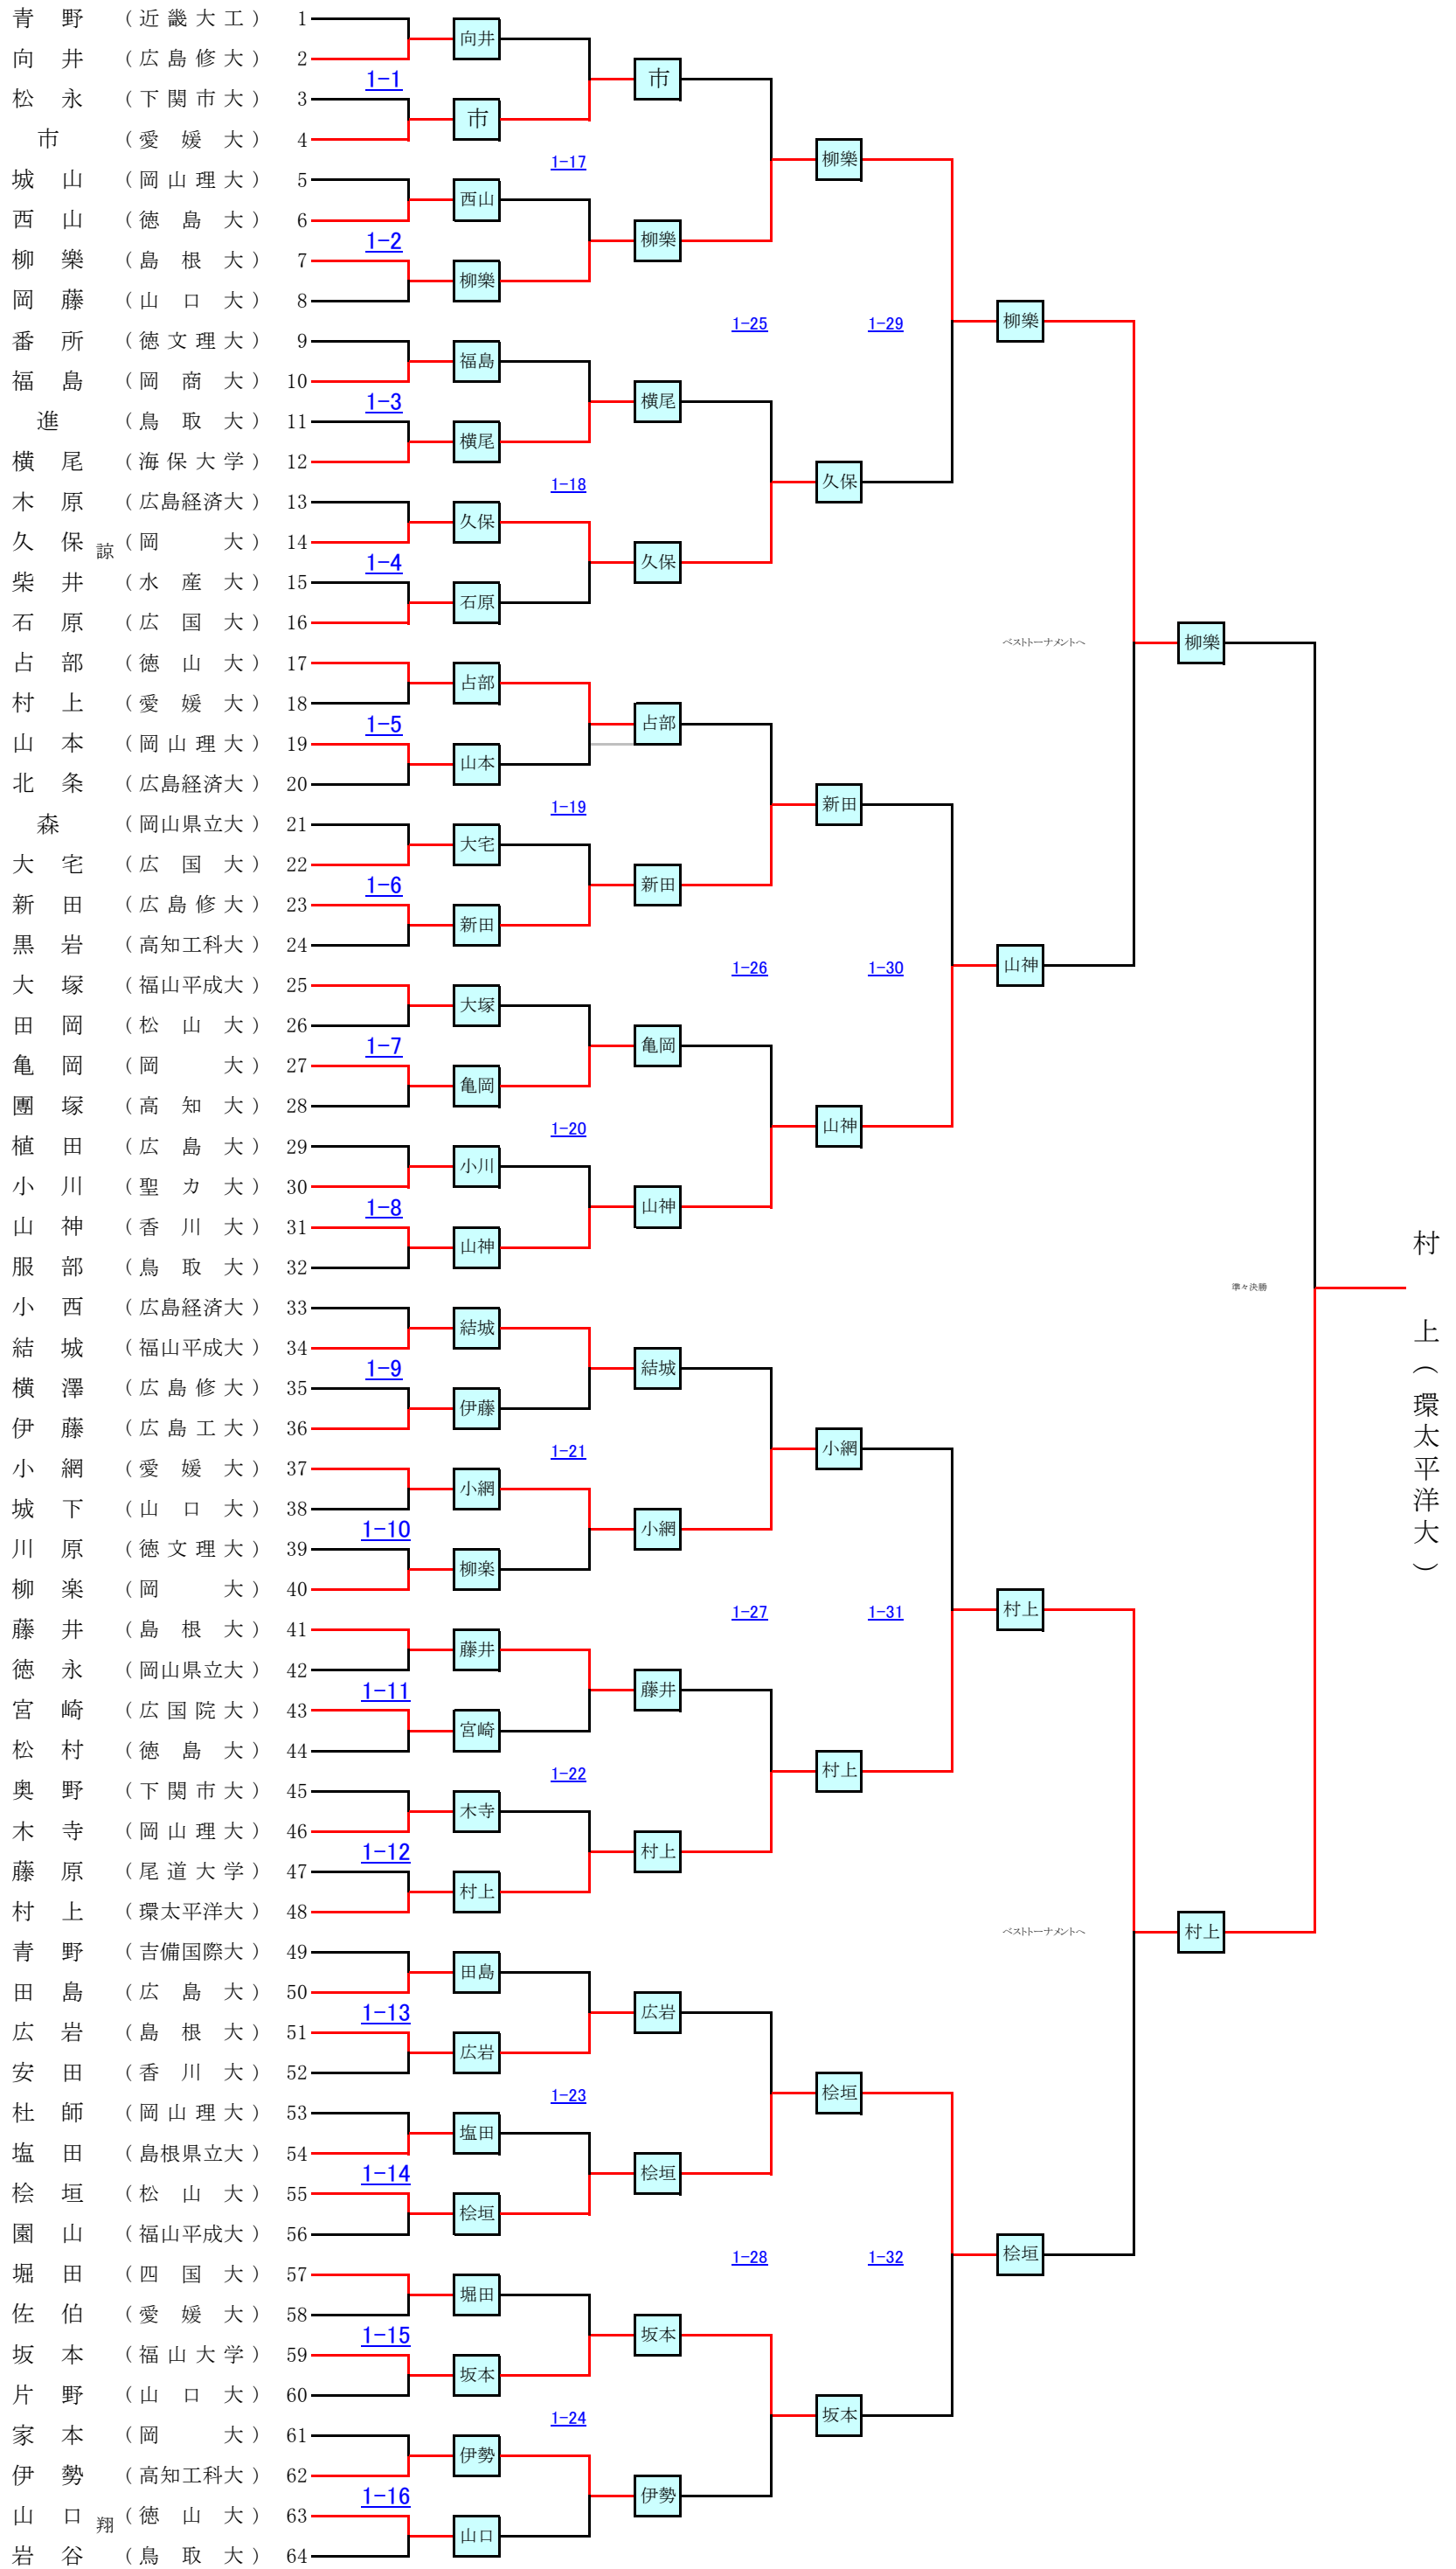 青野 (近畿大工) 1
向井 (広島修大) 2
松永 (下関市大) 3
市 (愛媛大) 4
城山 (岡山理大) 5
西山 (徳島大) 6
柳樂 (島根大) 7
岡藤 (山口大) 8
番所 (徳文理大) 9
福島 (岡商大) 10
進 (鳥取大) 11
横尾 (海保大学) 12
木原 (広島経済大) 13
久保諒 (岡大) 14
柴井 (水産大) 15
石原 (広国大) 16
占部 (徳山大) 17
村上 (愛媛大) 18
山本 (岡山理大) 19
北条 (広島経済大) 20
森 (岡山県立大) 21
大宅 (広国大) 22
新田 (広島修大) 23
黒岩 (高知工科大) 24
大塚 (福山平成大) 25
田岡 (松山大) 26
亀岡 (岡大) 27
團塚 (高知大) 28
植田 (広島大) 29
小川 (聖カ大) 30
山神 (香川大) 31
服部 (鳥取大) 32
小西 (広島経済大) 33
結城 (福山平成大) 34
横澤 (広島修大) 35
伊藤 (広島工大) 36
小網 (愛媛大) 37
城下 (山口大) 38
川原 (徳文理大) 39
柳楽 (岡大) 40
藤井 (島根大) 41
徳永 (岡山県立大) 42
宮崎 (広国院大) 43
松村 (徳島大) 44
奥野 (下関市大) 45
木寺 (岡山理大) 46
藤原 (尾道大学) 47
村上 (環太平洋大) 48
青野 (吉備国際大) 49
田島 (広島大) 50
広岩 (島根大) 51
安田 (香川大) 52
杜師 (岡山理大) 53
塩田 (島根県立大) 54
桧垣 (松山大) 55
園山 (福山平成大) 56
堀田 (四国大) 57
佐伯 (愛媛大) 58
坂本 (福山大学) 59
片野 (山口大) 60
家本 (岡大) 61
伊勢 (高知工科大) 62
山口翔 (徳山大) 63
岩谷 (鳥取大) 64
1-1
1-2
1-3
1-4
1-5
1-6
1-7
1-8
1-9
1-10
1-11
1-12
1-13
1-14
1-15
1-16
向井
市
西山
柳樂
福島
横尾
久保
石原
占部
山本
大宅
新田
大塚
亀岡
小川
山神
結城
伊藤
小網
柳楽
藤井
宮崎
木寺
村上
田島
広岩
塩田
桧垣
堀田
坂本
伊勢
山口
1-17
1-18
1-19
1-20
1-21
1-22
1-23
1-24
市
柳樂
横尾
久保
占部
新田
亀岡
山神
結城
小網
藤井
村上
広岩
桧垣
坂本
伊勢
1-25
1-26
1-27
1-28
柳樂
久保
新田
山神
小網
村上
桧垣
坂本
1-29
1-30
1-31
1-32
柳樂
山神
村上
桧垣
ベストトーナメントへ
ベストトーナメントへ
柳樂
村上
準々決勝
村上(環太平洋大)